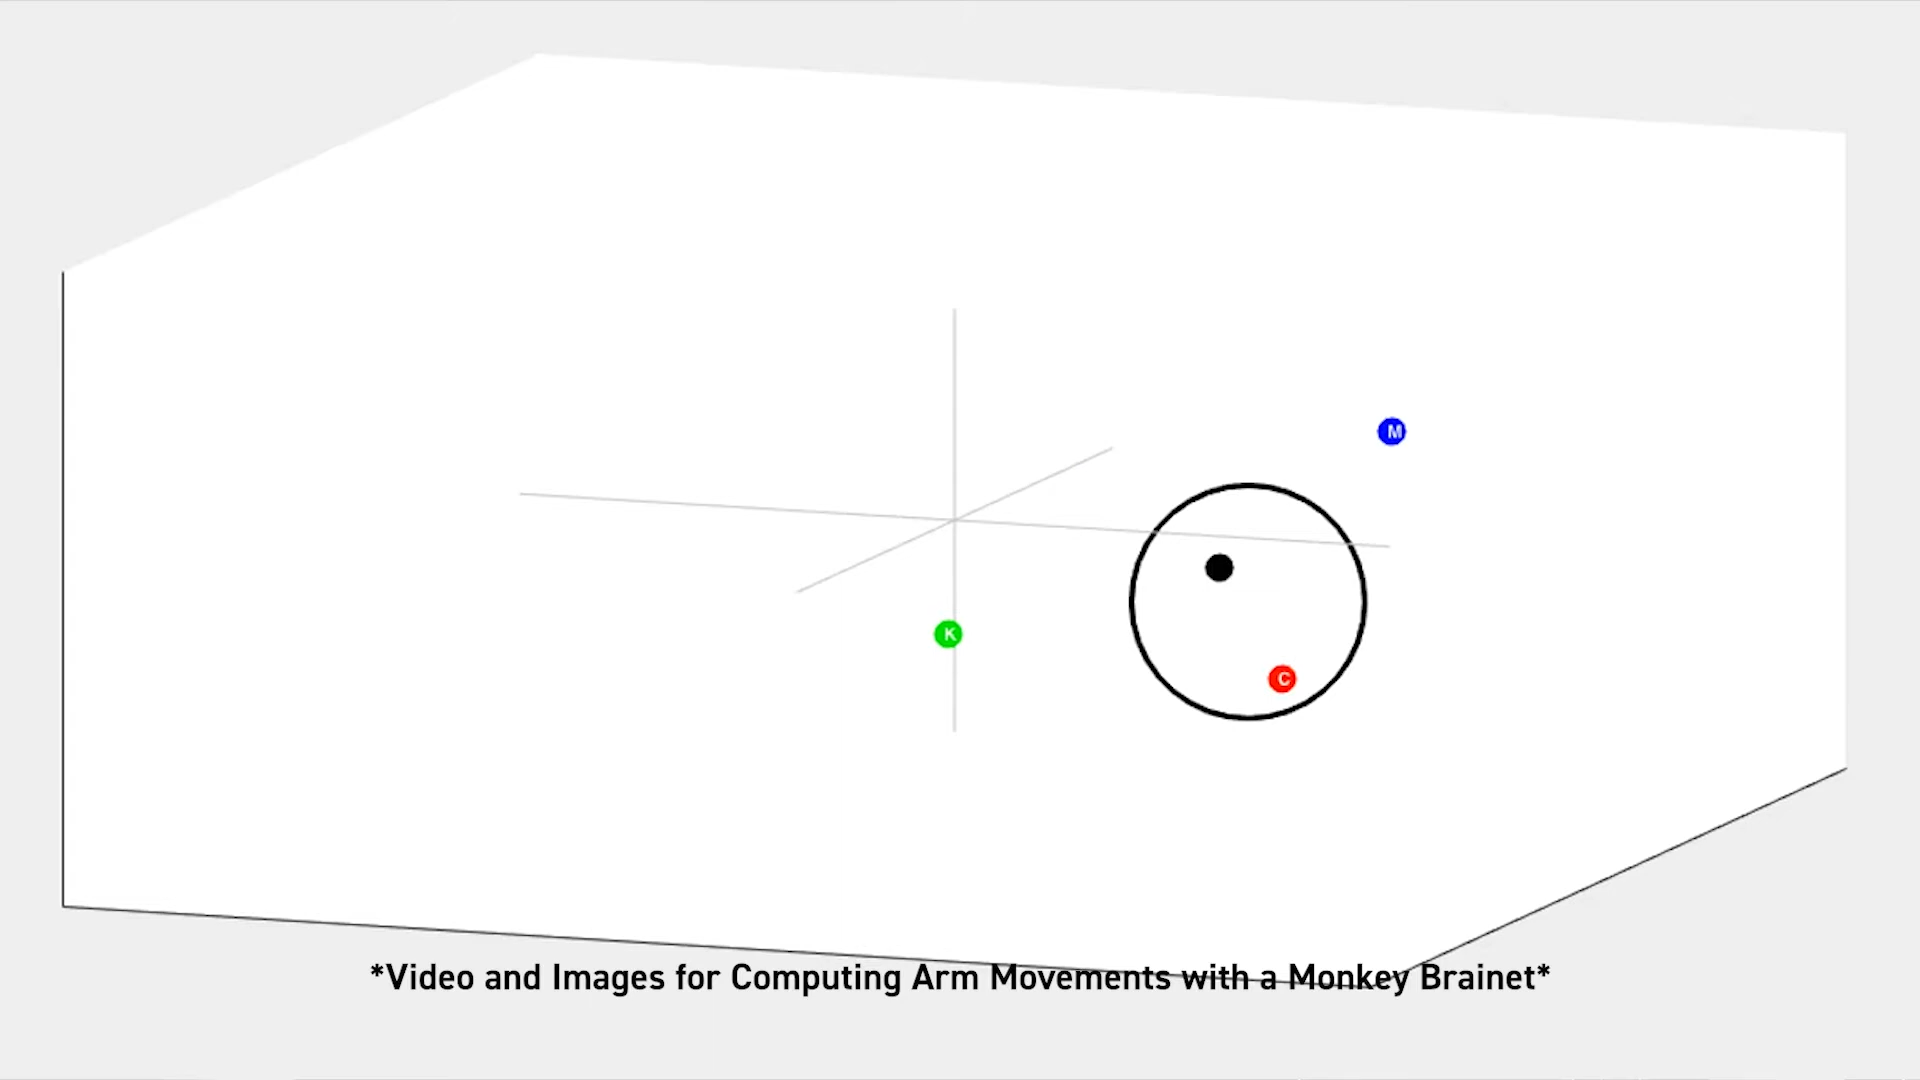 M
K
C
*Video and Images for Computing Arm Movements with a Monkey Brainet*